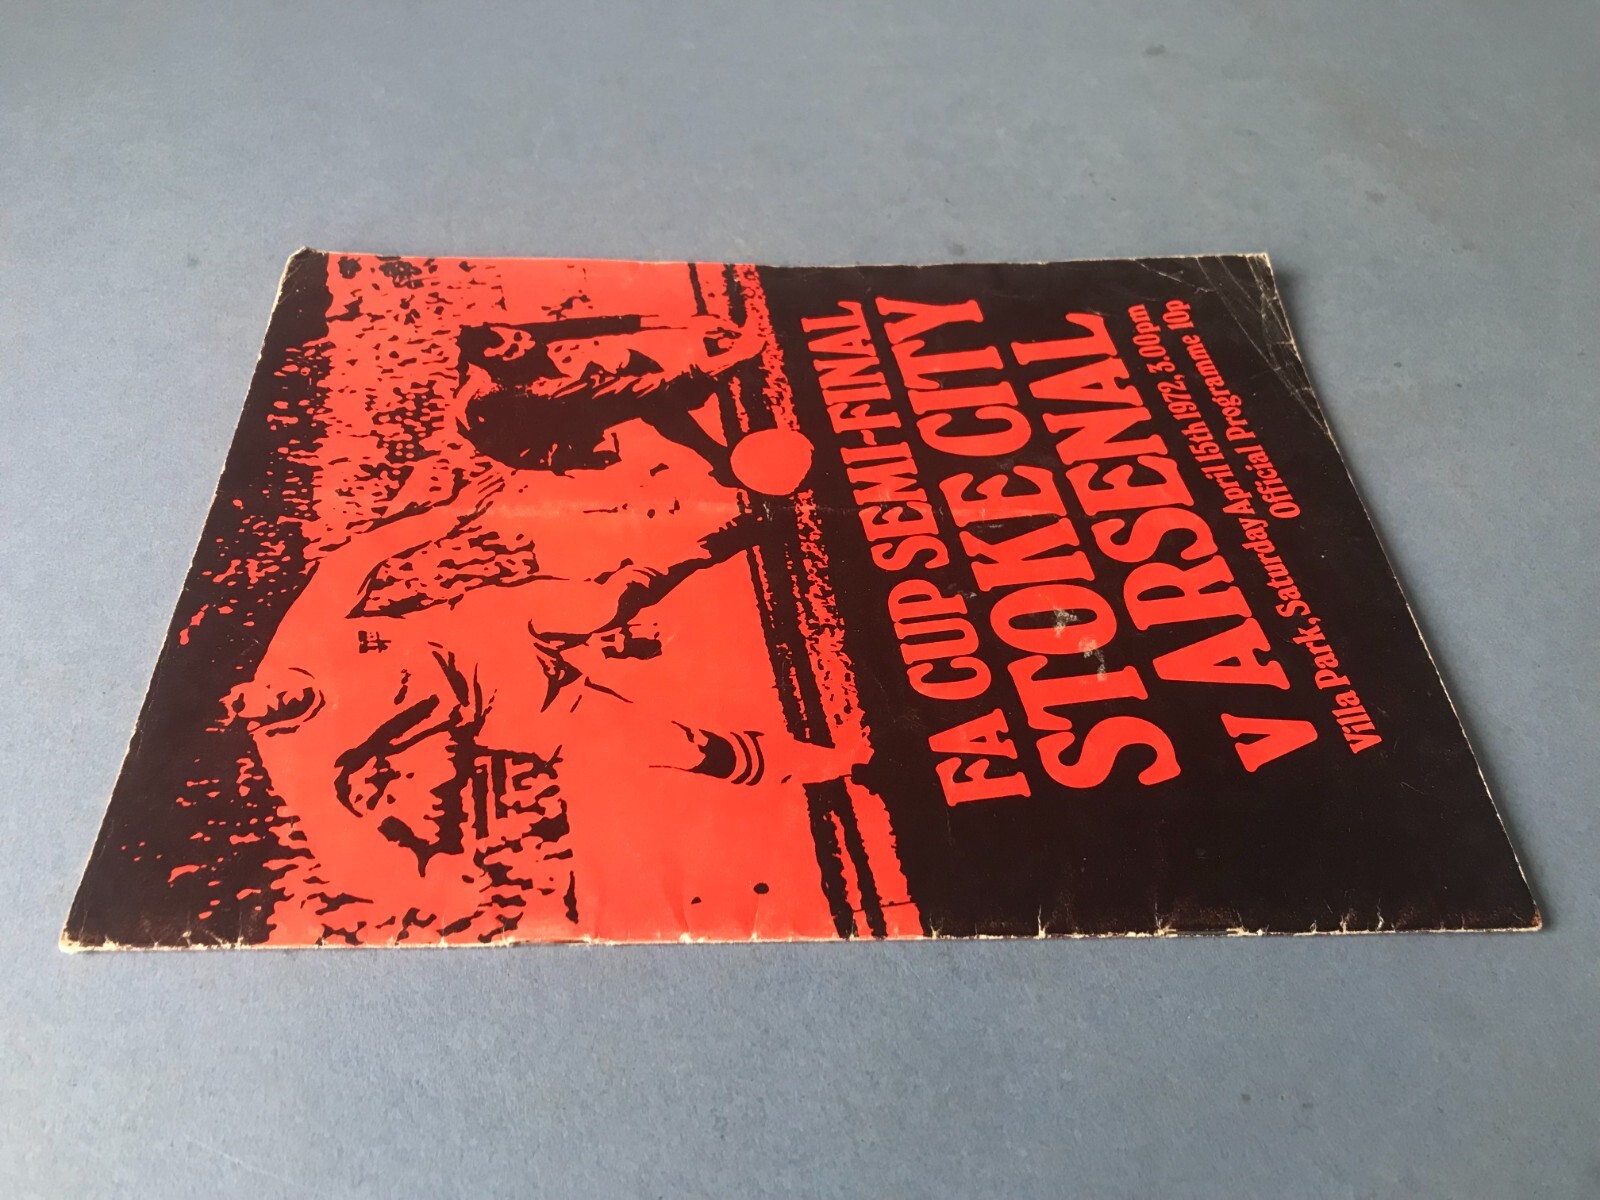 FA CUP SEMI-FINAL
STOKE CITY
V ARSENAL
Villa Park, Saturday April 15th 1972. 3.00pm
Official Programme 10p